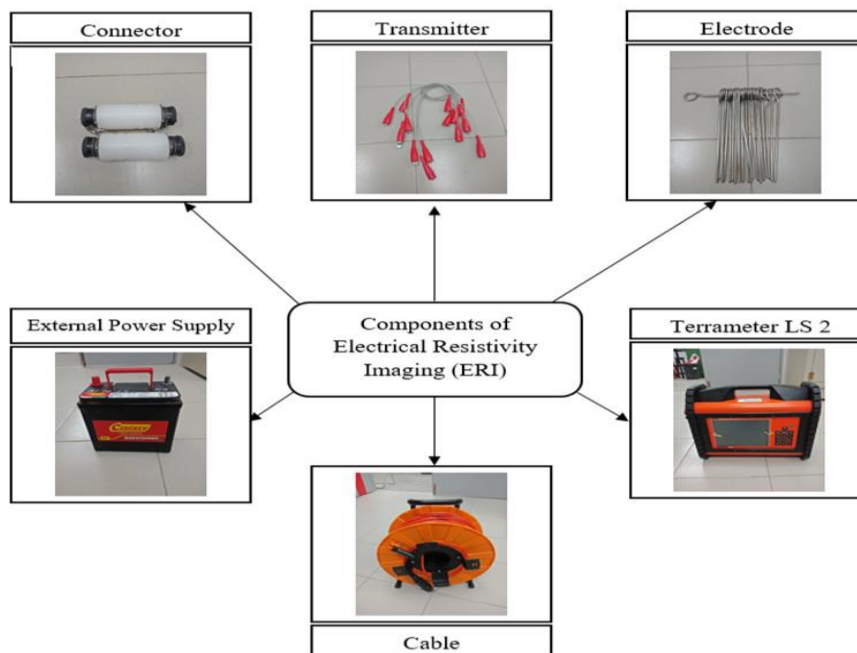 Connector
Transmitter
Electrode
External Power Supply
Components of
Electrical Resistivity
Imaging (ERI)
Terrameter LS 2
Cable